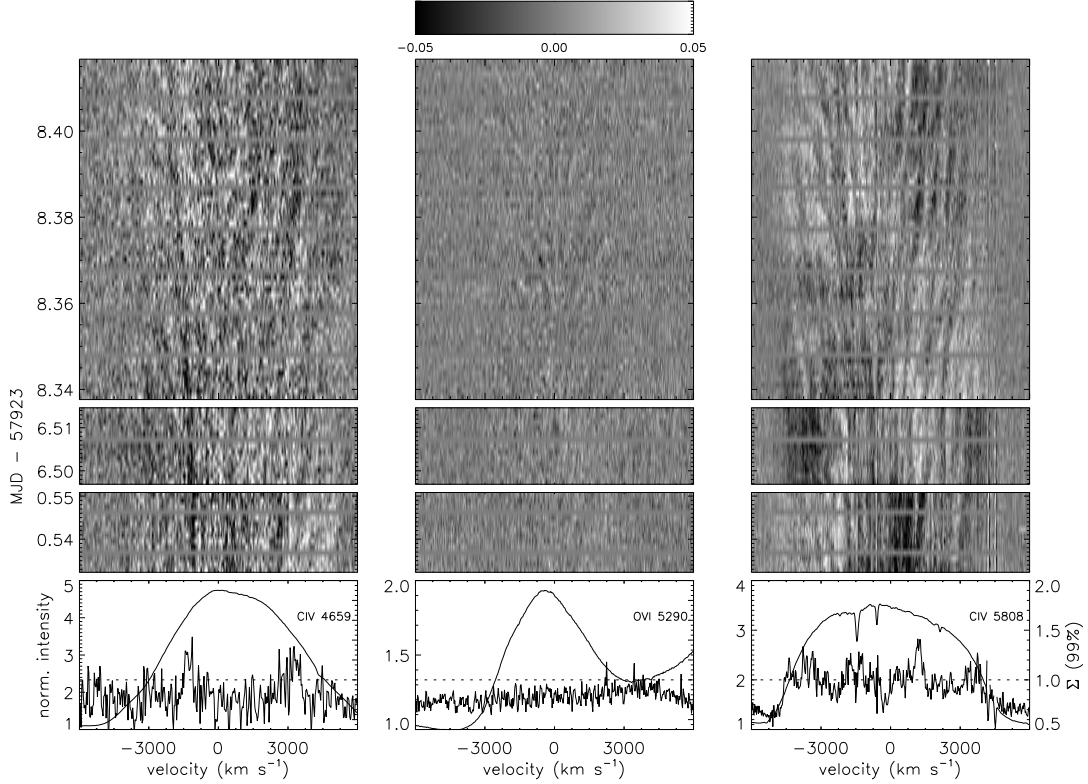 −0.05 0.00 0.05
8.40
8.38
8.36
8.34
6.51
6.50
0.55
0.54
MJD − 57923
5
4
3
2
1
norm. intensity
CIV 4659
2.0
1.5
1.0
OVI 5290
4
3
2
1
CIV 5808
2.0
1.5
1.0
0.5
Σ (99%)
−3000 0 30000
velocity (km s⁻¹)
−3000 0 30000
velocity (km s⁻¹)
−3000 0 30000
velocity (km s⁻¹)